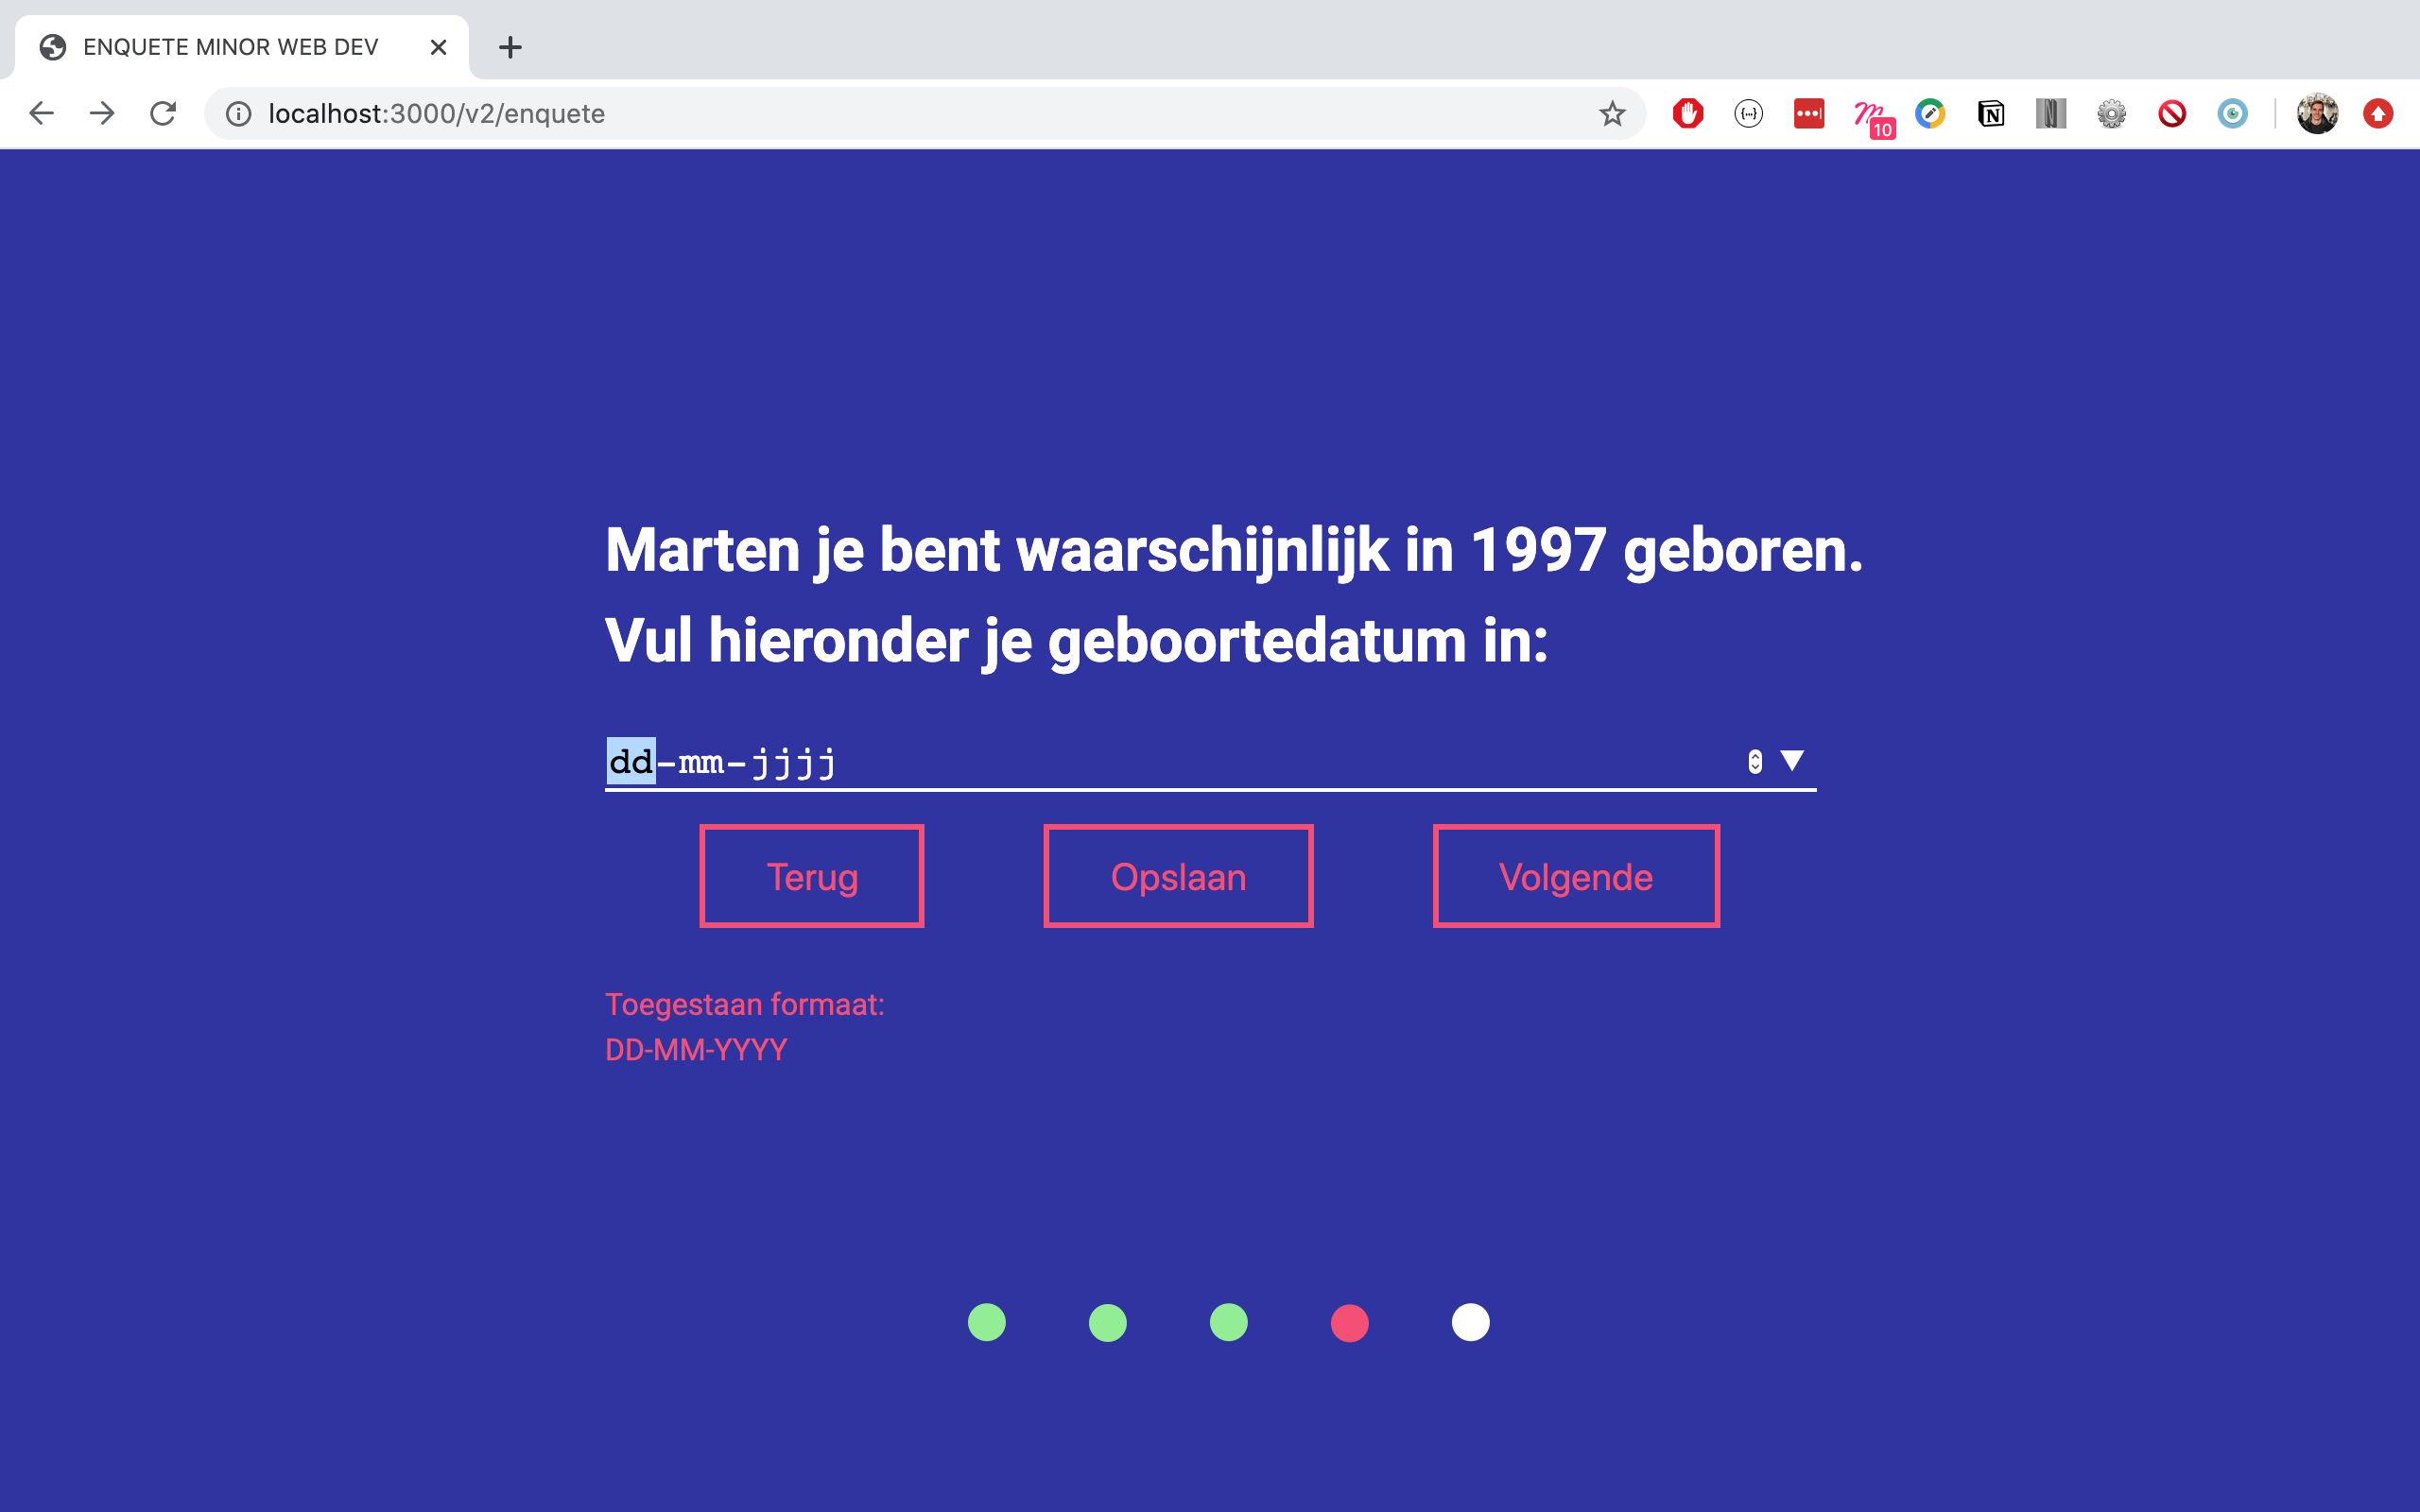 ENQUETE MINOR WEB DEV
localhost:3000/v2/enquete
10
Marten je bent waarschijnlijk in 1997 geboren.
Vul hieronder je geboortedatum in:
dd-mm-jjjj
Terug
Opslaan
Volgende
Toegestaan formaat:
DD-MM-YYYY